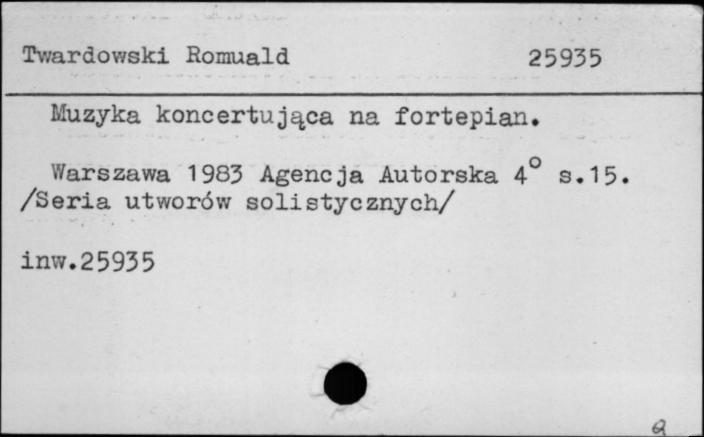 Twardowski Romuald 25935
Muzyka koncertująca na fortepian.
Warszawa 1983 Agencja Autorska 4° s.15.
/Seria utworów solistycznych/
inw.25935